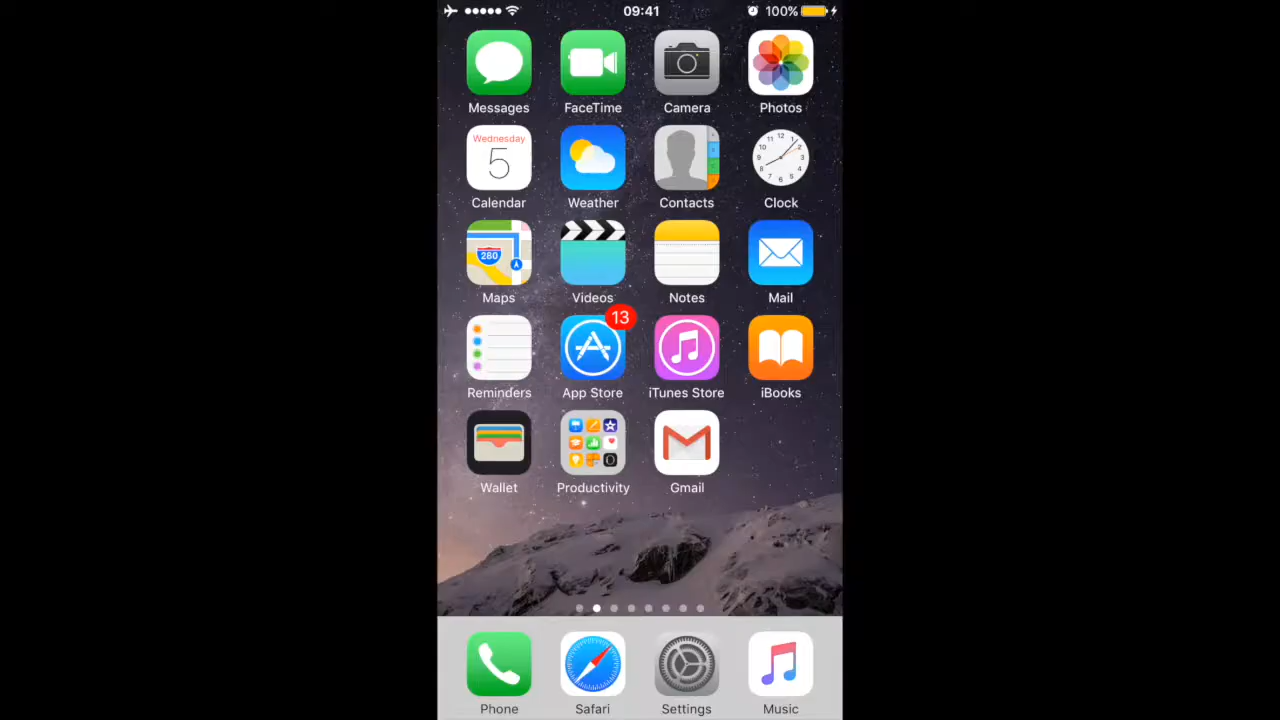 09:41 100%
Messages FaceTime Camera Photos
Wednesday
5
Calendar Weather Contacts Clock
280
Maps Videos Notes Mail
13
Reminders App Store iTunes Store iBooks
Wallet Productivity Gmail
Phone Safari Settings Music